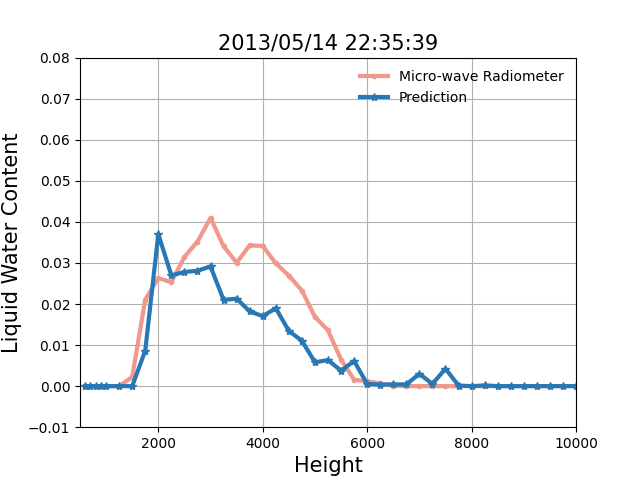 2013/05/14 22:35:39
Micro-wave Radiometer
Prediction
Liquid Water Content
0.08
0.07
0.06
0.05
0.04
0.03
0.02
0.01
0.00
−0.01
2000 4000 6000 8000 10000
Height